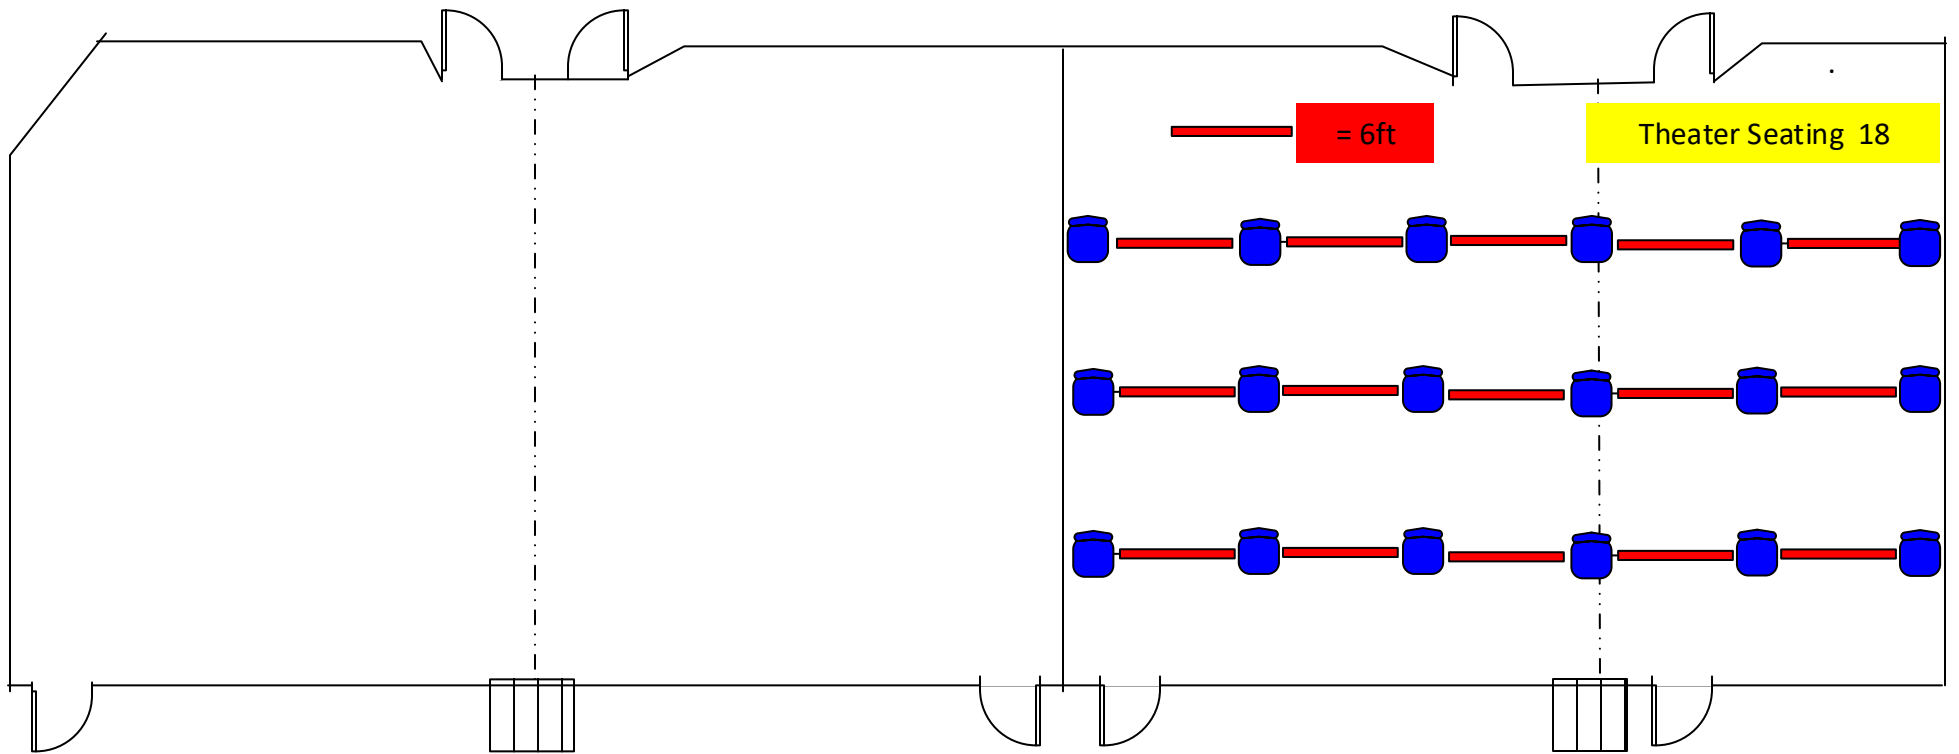 = 6ft
Theater Seating 18